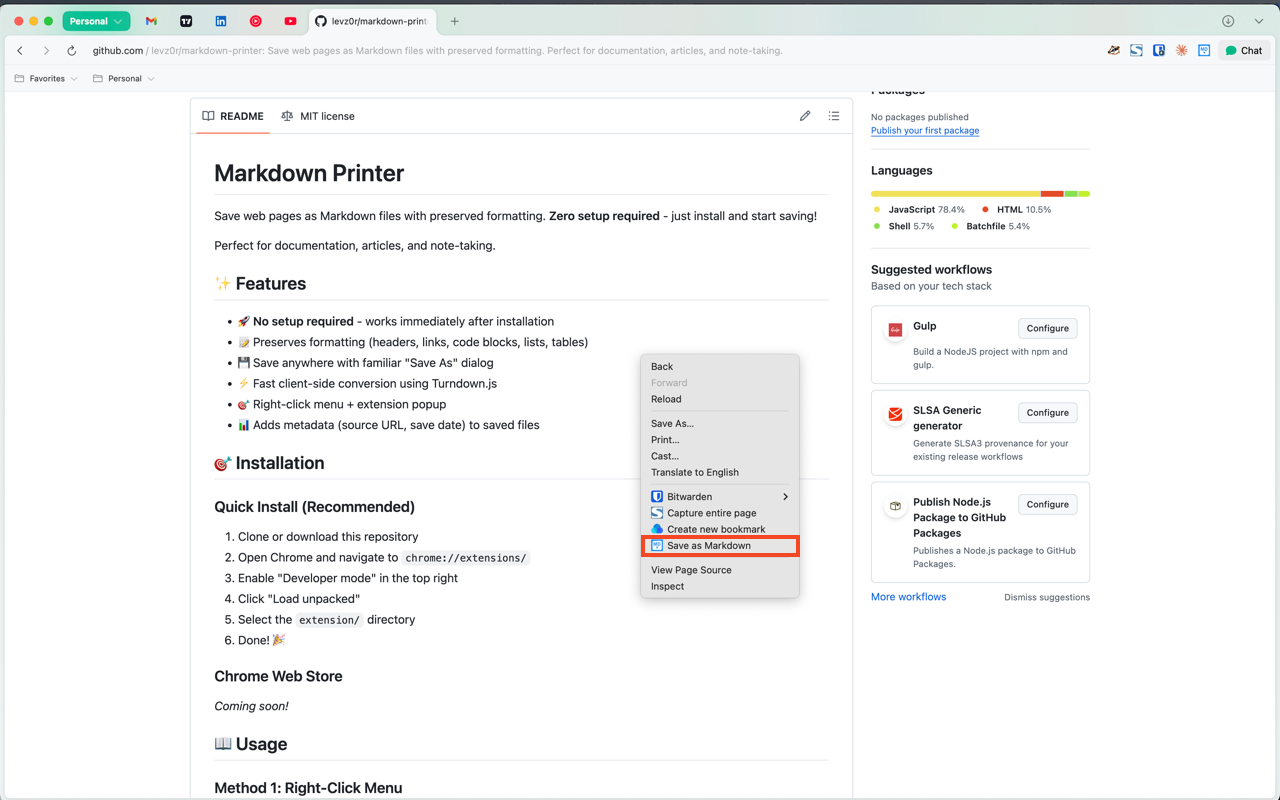 Personal
levz0r/markdown-print
github.com / levz0r/markdown-printer: Save web pages as Markdown files with preserved formatting. Perfect for documentation, articles, and note-taking.
Chat
Favorites
Personal
README
MIT license
Markdown Printer
Save web pages as Markdown files with preserved formatting. Zero setup required - just install and start saving!
Perfect for documentation, articles, and note-taking.
✨ Features
• 🚀 No setup required - works immediately after installation
• 📝 Preserves formatting (headers, links, code blocks, lists, tables)
• 💾 Save anywhere with familiar "Save As" dialog
• ⚡ Fast client-side conversion using Turndown.js
• 🎯 Right-click menu + extension popup
• 📊 Adds metadata (source URL, save date) to saved files
🎯 Installation
Quick Install (Recommended)
1. Clone or download this repository
2. Open Chrome and navigate to chrome://extensions/
3. Enable "Developer mode" in the top right
4. Click "Load unpacked"
5. Select the extension/ directory
6. Done! 🎉
Chrome Web Store
Coming soon!
📖 Usage
Method 1: Right-Click Menu
Back
Forward
Reload
Save As...
Print...
Cast...
Translate to English
Bitwarden
Capture entire page
Create new bookmark
Save as Markdown
View Page Source
Inspect
Packages
No packages published
Publish your first package
Languages
JavaScript 78.4%
HTML 10.5%
Shell 5.7%
Batchfile 5.4%
Suggested workflows
Based on your tech stack
Gulp
Configure
Build a NodeJS project with npm and
gulp.
SLSA Generic
generator
Configure
Generate SLSA3 provenance for your
existing release workflows
Publish Node.js
Package to GitHub
Packages
Configure
Publishes a Node.js package to GitHub
Packages.
More workflows
Dismiss suggestions